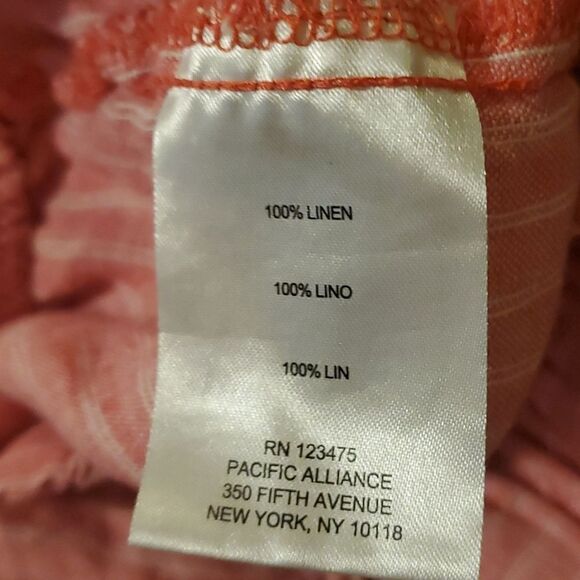 100% LINEN
100% LINO
100% LIN
RN 123475
PACIFIC ALLIANCE
350 FIFTH AVENUE
NEW YORK, NY 10118